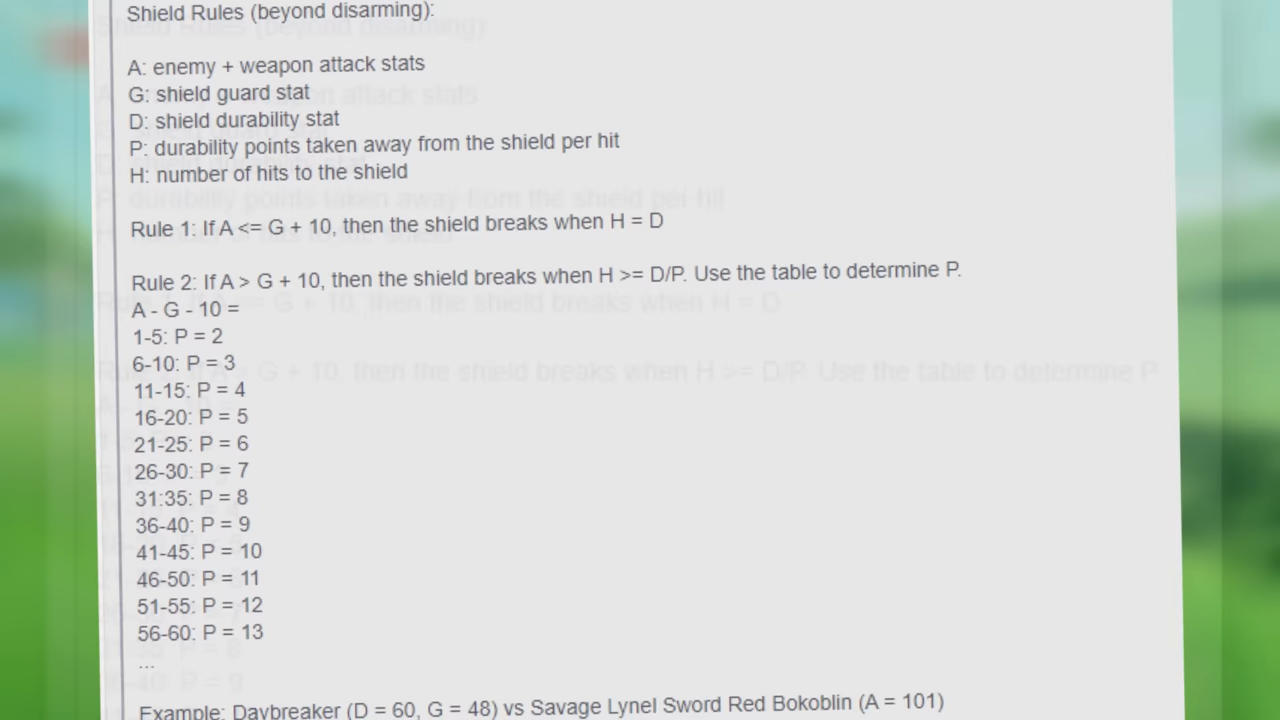 Shield Rules (beyond disarming):
A: enemy + weapon attack stats
G: shield guard stat
D: shield durability stat
P: durability points taken away from the shield per hit
H: number of hits to the shield
Rule 1: If A <= G + 10, then the shield breaks when H = D
Rule 2: If A > G + 10, then the shield breaks when H >= D/P. Use the table to determine P.
A - G - 10 =
1-5: P = 2
6-10: P = 3
11-15: P = 4
16-20: P = 5
21-25: P = 6
26-30: P = 7
31:35: P = 8
36-40: P = 9
41-45: P = 10
46-50: P = 11
51-55: P = 12
56-60: P = 13
...
Example: Daybreaker (D = 60, G = 48) vs Savage Lynel Sword Red Bokoblin (A = 101)